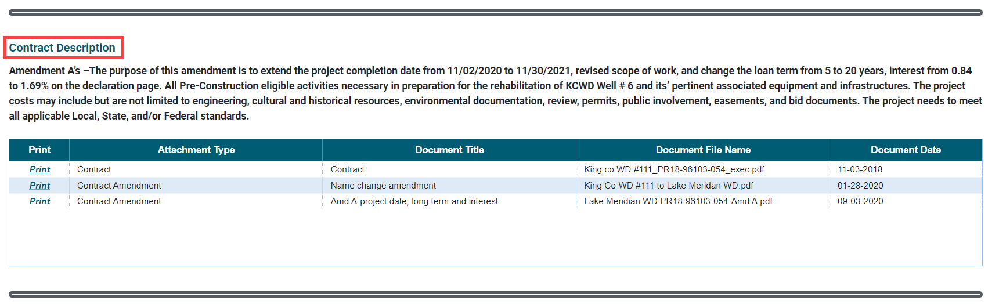 Contract Description
Amendment A’s –The purpose of this amendment is to extend the project completion date from 11/02/2020 to 11/30/2021, revised scope of work, and change the loan term from 5 to 20 years, interest from 0.84
to 1.69% on the declaration page. All Pre-Construction eligible activities necessary in preparation for the rehabilitation of KCWD Well # 6 and its’ pertinent associated equipment and infrastructures. The project
costs may include but are not limited to engineering, cultural and historical resources, environmental documentation, review, permits, public involvement, easements, and bid documents. The project needs to meet
all applicable Local, State, and/or Federal standards.
Print Attachment Type Document Title Document File Name Document Date
Print Contract Contract King co WD #111_PR18-96103-054_exec.pdf 11-03-2018
Print Contract Amendment Name change amendment King Co WD #111 to Lake Meridan WD.pdf 01-28-2020
Print Contract Amendment Amd A-project date, long term and interest Lake Meridian WD PR18-96103-054-Amd A.pdf 09-03-2020